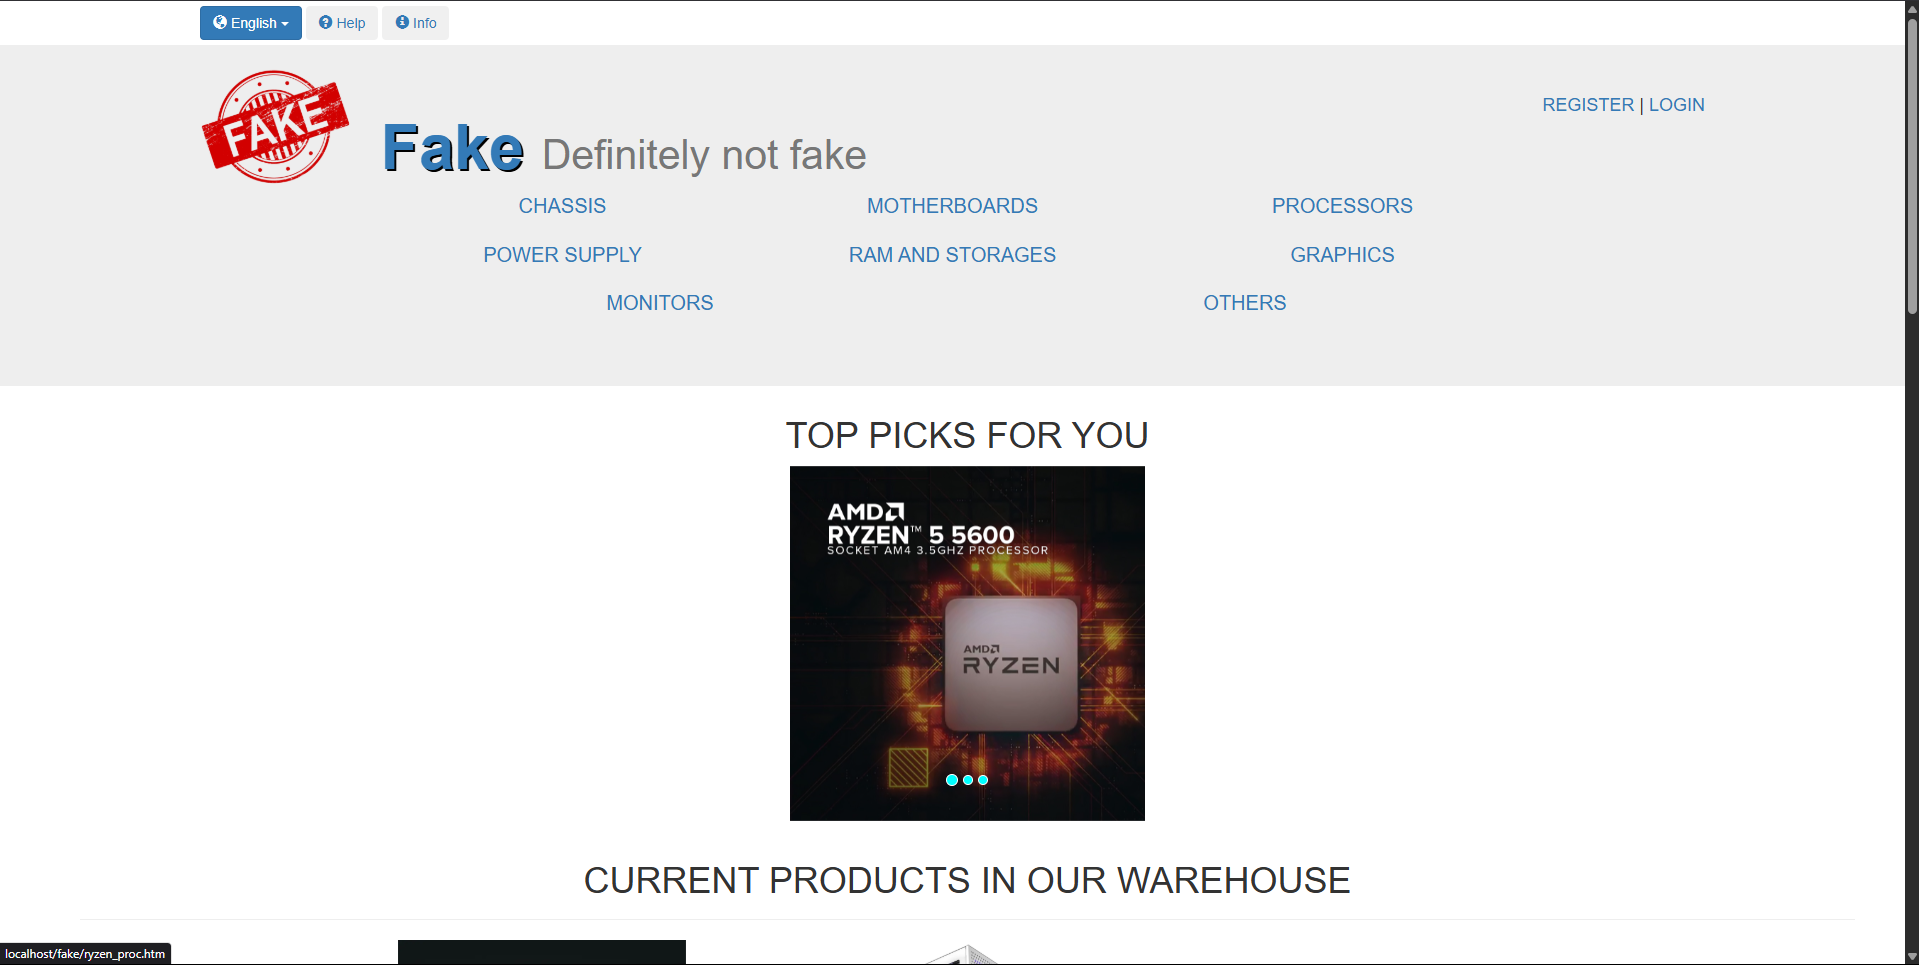 English
Help
Info
FAKE
REGISTER | LOGIN
Fake Definitely not fake
CHASSIS
MOTHERBOARDS
PROCESSORS
POWER SUPPLY
RAM AND STORAGES
GRAPHICS
MONITORS
OTHERS
TOP PICKS FOR YOU
AMD
RYZEN™ 5 5600
SOCKET AM4 3.5GHZ PROCESSOR
AMD
RYZEN
CURRENT PRODUCTS IN OUR WAREHOUSE
localhost/fake/ryzen_proc.htm